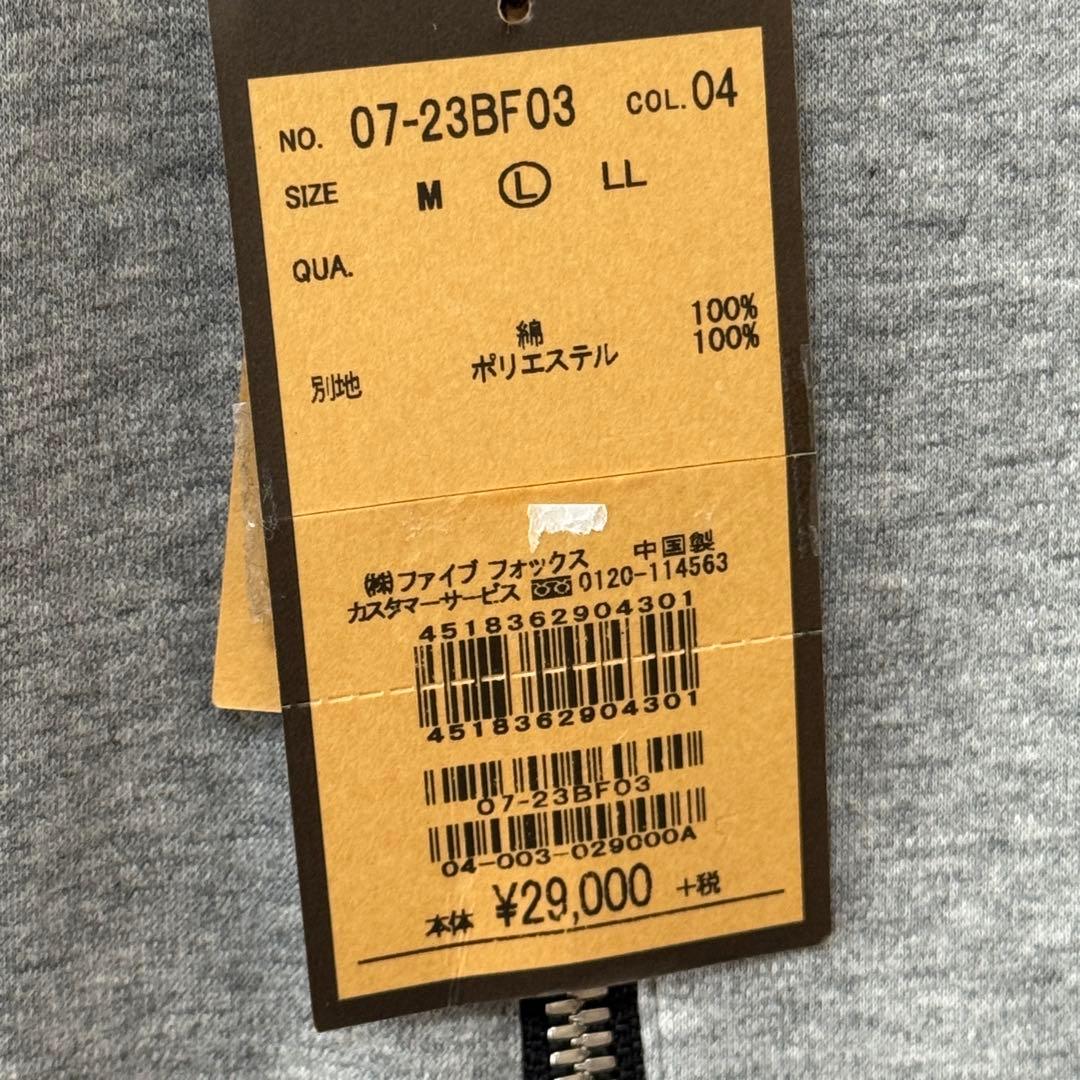 NO. 07-23BF03 COL. 04
SIZE M L LL
QUA.
綿 100%
別地 ポリエステル 100%
㈱ファイブ フォックス 中国製
カスタマーサービス 0120-114563
4518362904301
4518362904301
07-23BF03
04-003-029000A
本体 ¥29,000 +税